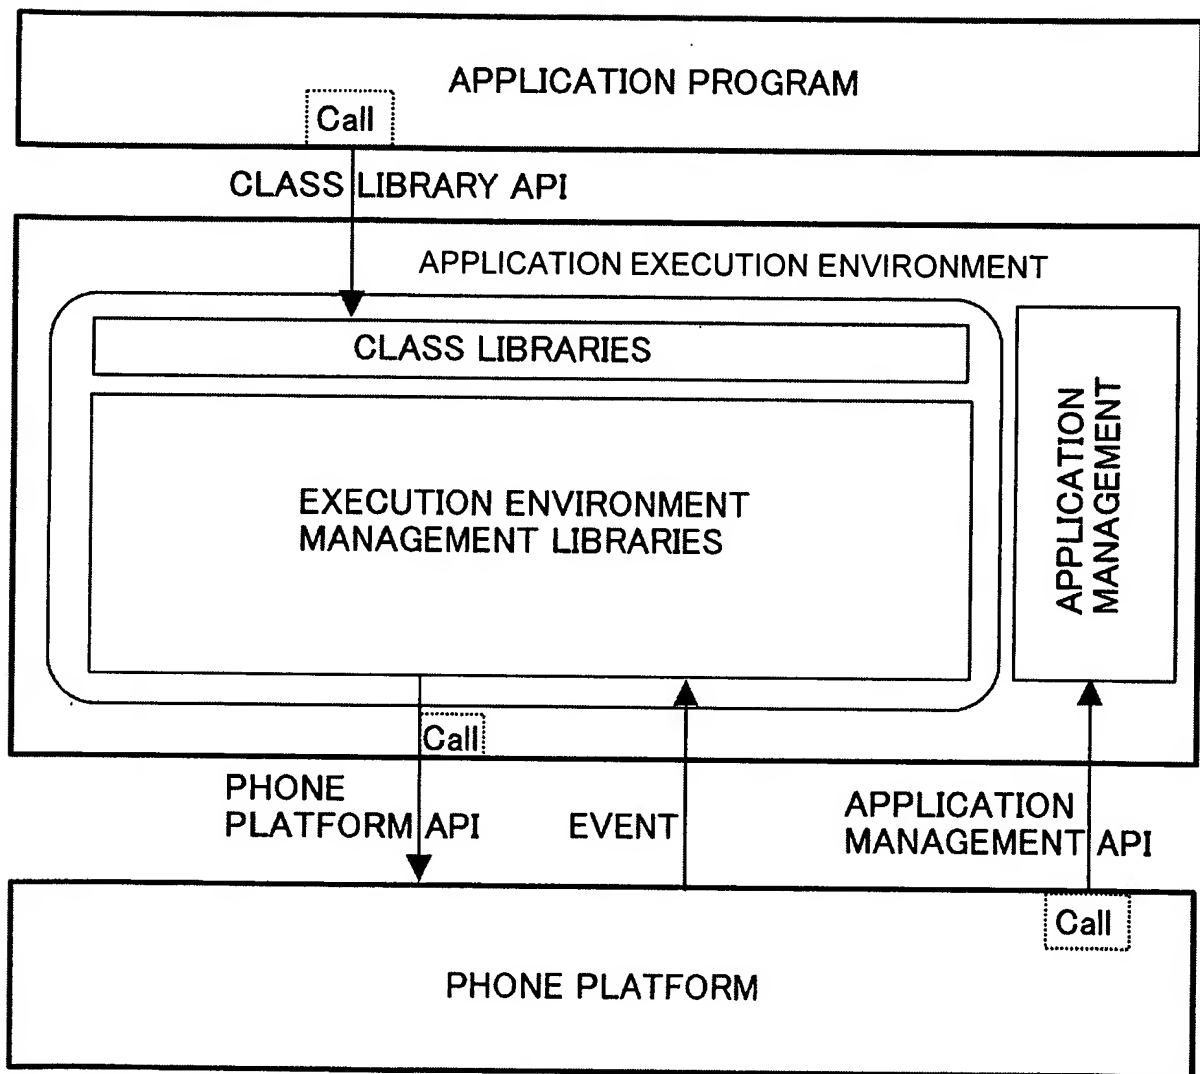 APPLICATION PROGRAM
Call
CLASS LIBRARY API
APPLICATION EXECUTION ENVIRONMENT
CLASS LIBRARIES
EXECUTION ENVIRONMENT
MANAGEMENT LIBRARIES
APPLICATION
MANAGEMENT
Call
PHONE
PLATFORM API
EVENT
APPLICATION
MANAGEMENT API
Call
PHONE PLATFORM